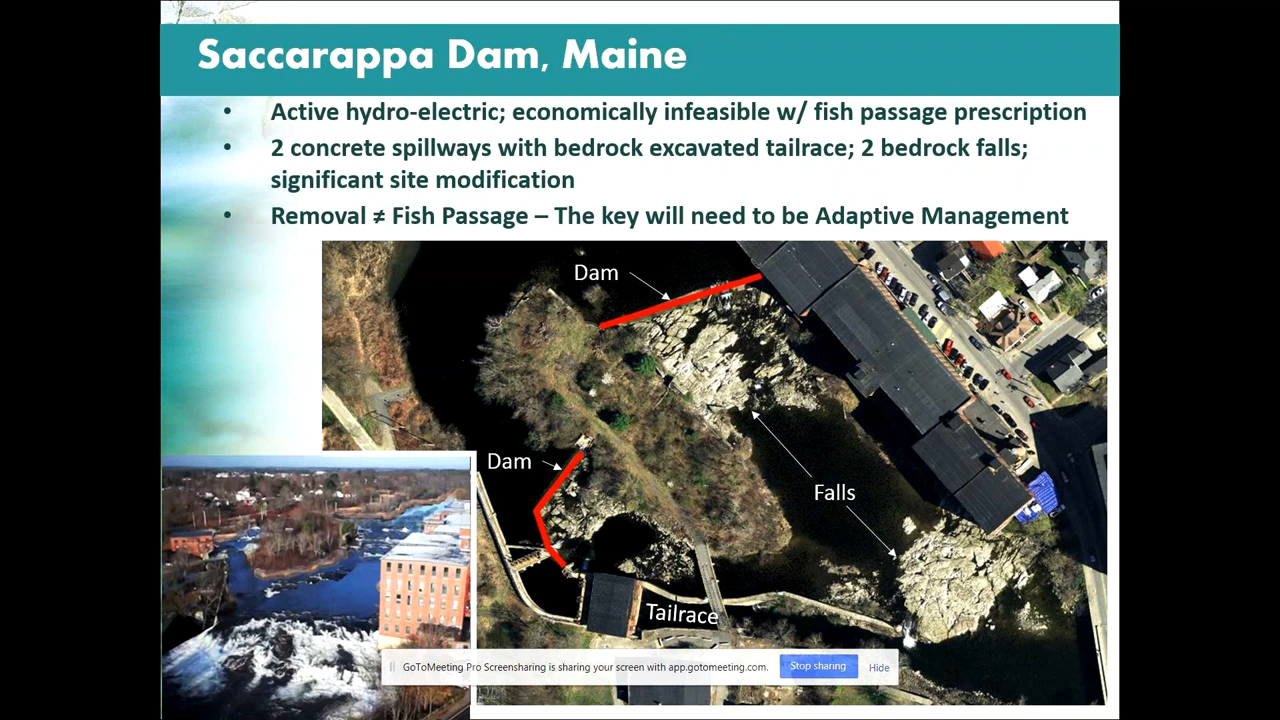 Saccarappa Dam, Maine
• Active hydro-electric; economically infeasible w/ fish passage prescription
• 2 concrete spillways with bedrock excavated tailrace; 2 bedrock falls;
significant site modification
• Removal ≠ Fish Passage – The key will need to be Adaptive Management
Dam
Dam
Falls
Tailrace
GoToMeeting Pro Screensharing is sharing your screen with app.gotomeeting.com.
Stop sharing
Hide